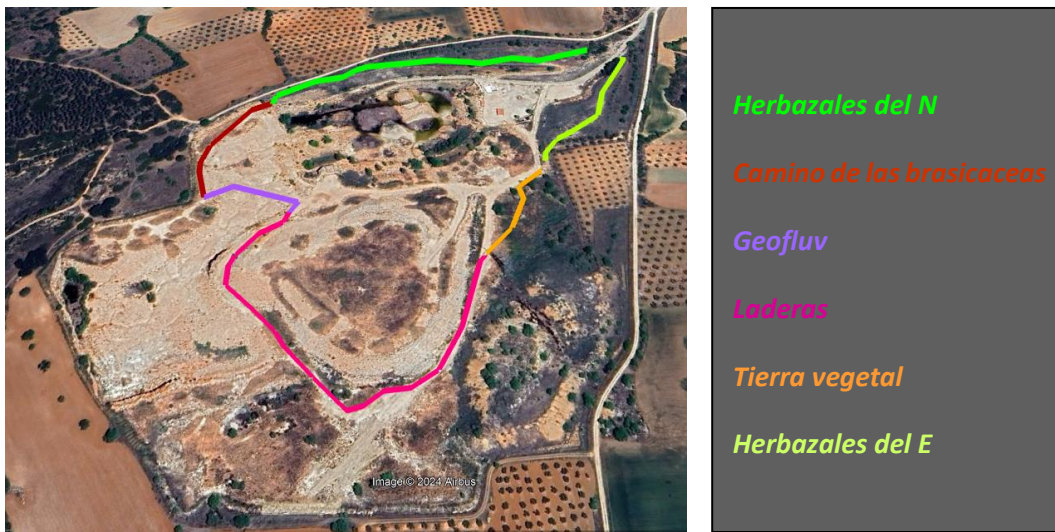 Herbazales del N
Camino de las brasicaceas
Geofluv
Laderas
Tierra vegetal
Herbazales del E
Image © 2024 Airbus